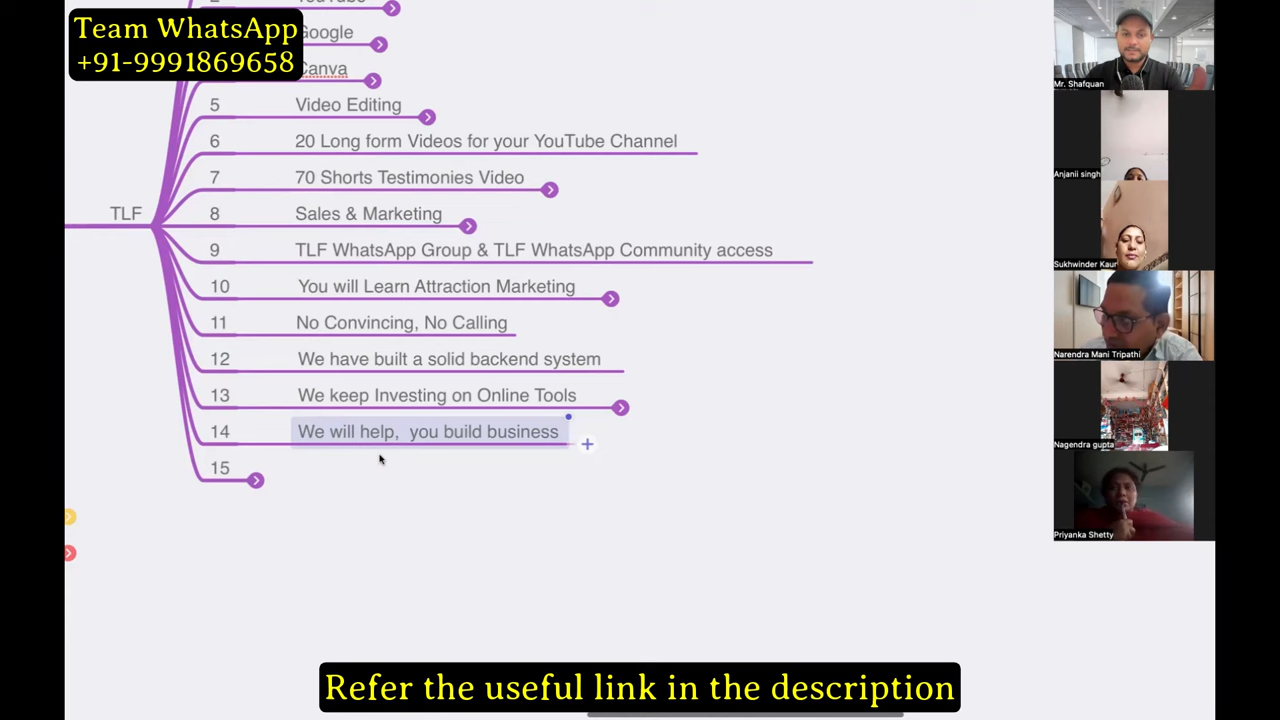 Team WhatsApp
+91-9991869658
Google
Canva
5 Video Editing
6 20 Long form Videos for your YouTube Channel
7 70 Shorts Testimonies Video
TLF
8 Sales & Marketing
9 TLF WhatsApp Group & TLF WhatsApp Community access
10 You will Learn Attraction Marketing
11 No Convincing, No Calling
12 We have built a solid backend system
13 We keep Investing on Online Tools
14 We will help, you build business
15
Mr. Shafquan
Anjanii singh
Sukhwinder Kaur
Narendra Mani Tripathi
Nagendra gupta
Priyanka Shetty
Refer the useful link in the description